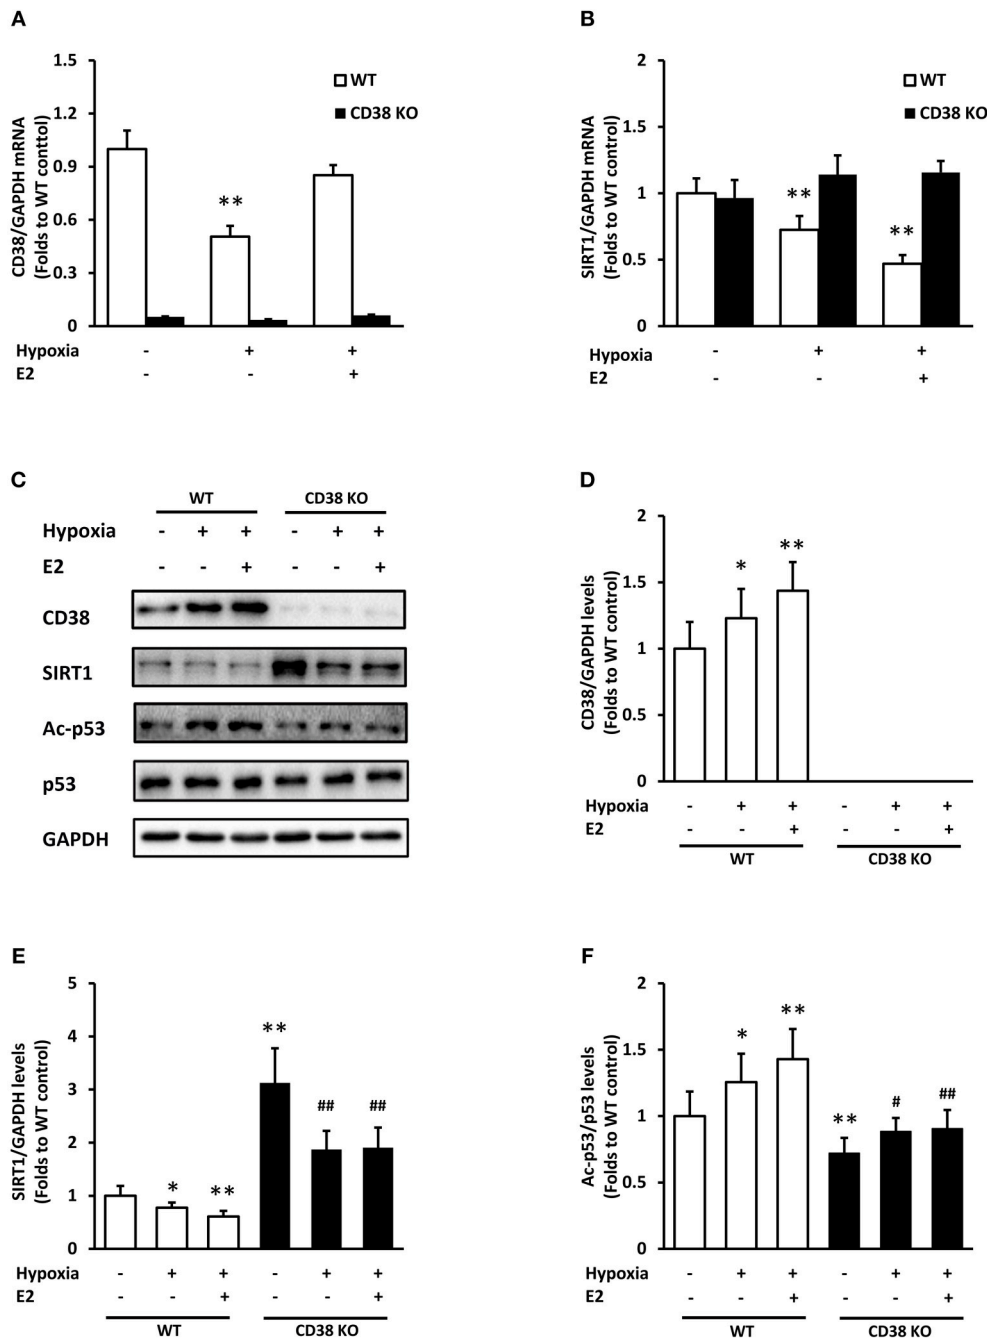 A
CD38/GAPDH mRNA
(Folds to WT conttol)
1.5
1.2
0.9
0.6
0.3
0
WT
CD38 KO
**
Hypoxia - + +
E2 - - +
B
SIRT1/GAPDH mRNA
(Folds to WT control)
2
1.5
1
0.5
0
WT
CD38 KO
**
**
Hypoxia - + +
E2 - - +
C
WT CD38 KO
Hypoxia - + + - + +
E2 - - + - - +
CD38
SIRT1
Ac-p53
p53
GAPDH
D
CD38/GAPDH levels
(Folds to WT control)
2
1.5
1
0.5
0
*
**
Hypoxia - + + - + +
E2 - - + - - +
WT CD38 KO
E
SIRT1/GAPDH levels
(Folds to WT control)
5
4
3
2
1
0
* ** ** ## ##
Hypoxia - + + - + +
E2 - - + - - +
WT CD38 KO
F
Ac-p53/p53 levels
(Folds to WT control)
2
1.5
1
0.5
0
* ** ** # ##
Hypoxia - + + - + +
E2 - - + - - +
WT CD38 KO